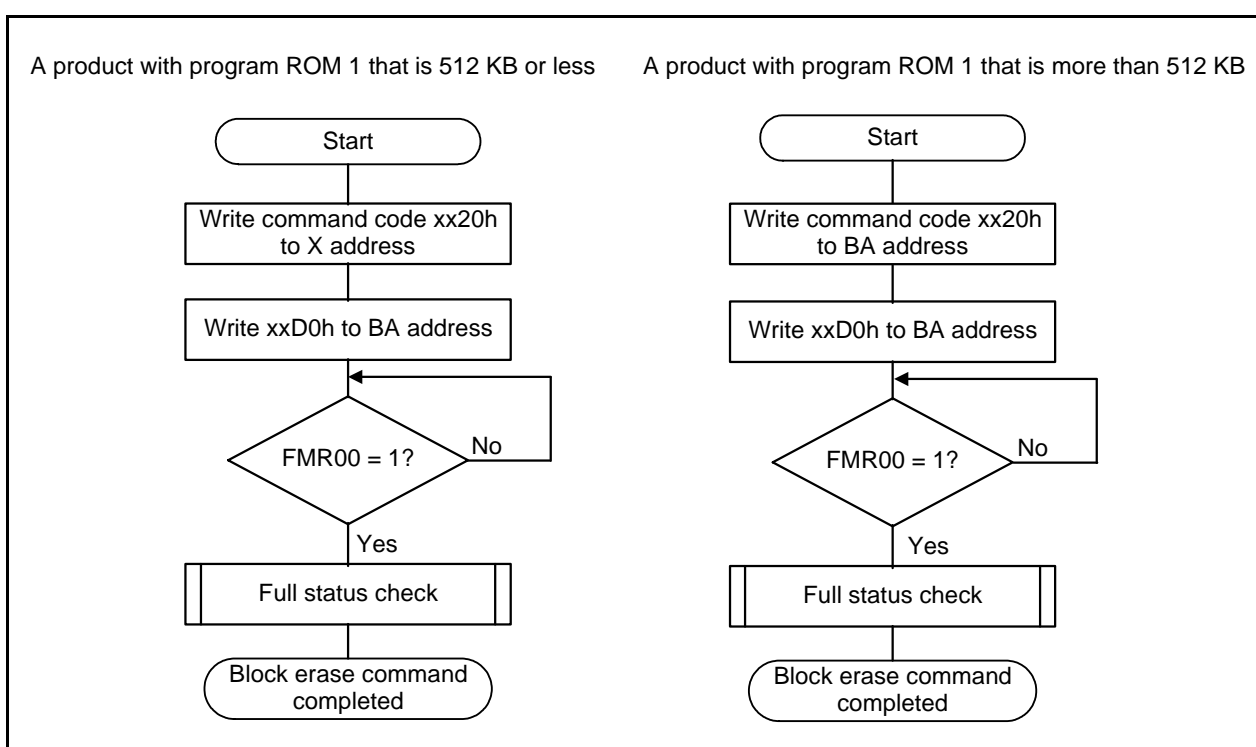 A product with program ROM 1 that is 512 KB or less
Start
Write command code xx20h
to X address
Write xxD0h to BA address
FMR00 = 1?
No
Yes
Full status check
Block erase command
completed
A product with program ROM 1 that is more than 512 KB
Start
Write command code xx20h
to BA address
Write xxD0h to BA address
FMR00 = 1?
No
Yes
Full status check
Block erase command
completed